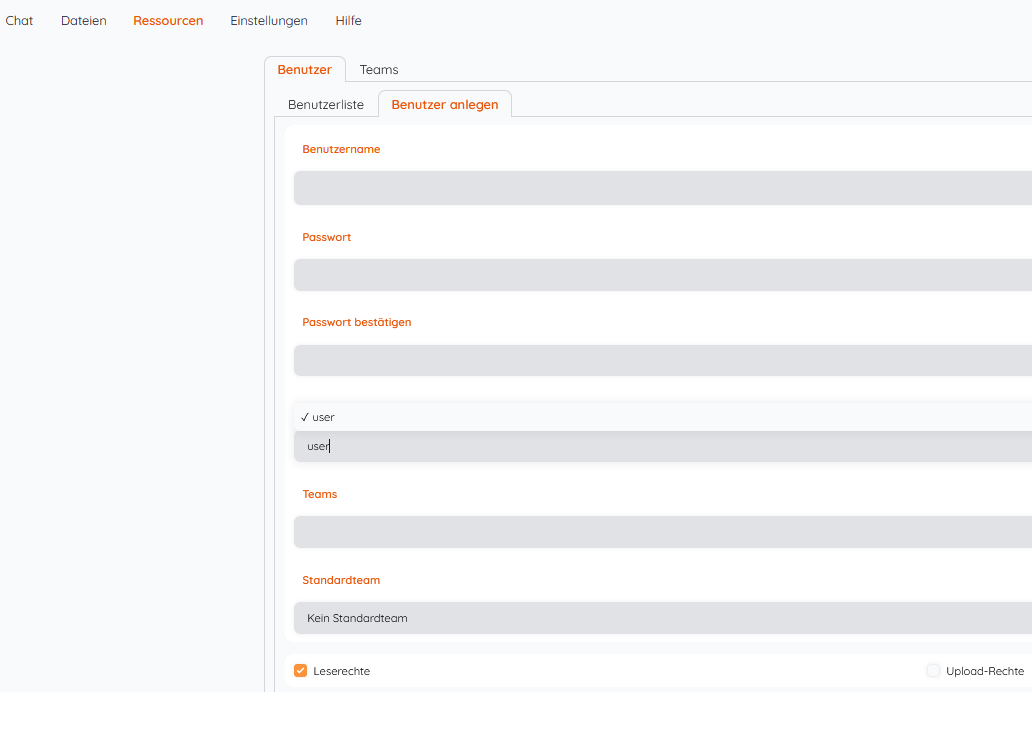 Chat Dateien Ressourcen Einstellungen Hilfe
Benutzer Teams
Benutzerliste Benutzer anlegen
Benutzername
Passwort
Passwort bestätigen
✓ user
user
Teams
Standardteam
Kein Standardteam
Leserechte Upload-Rechte